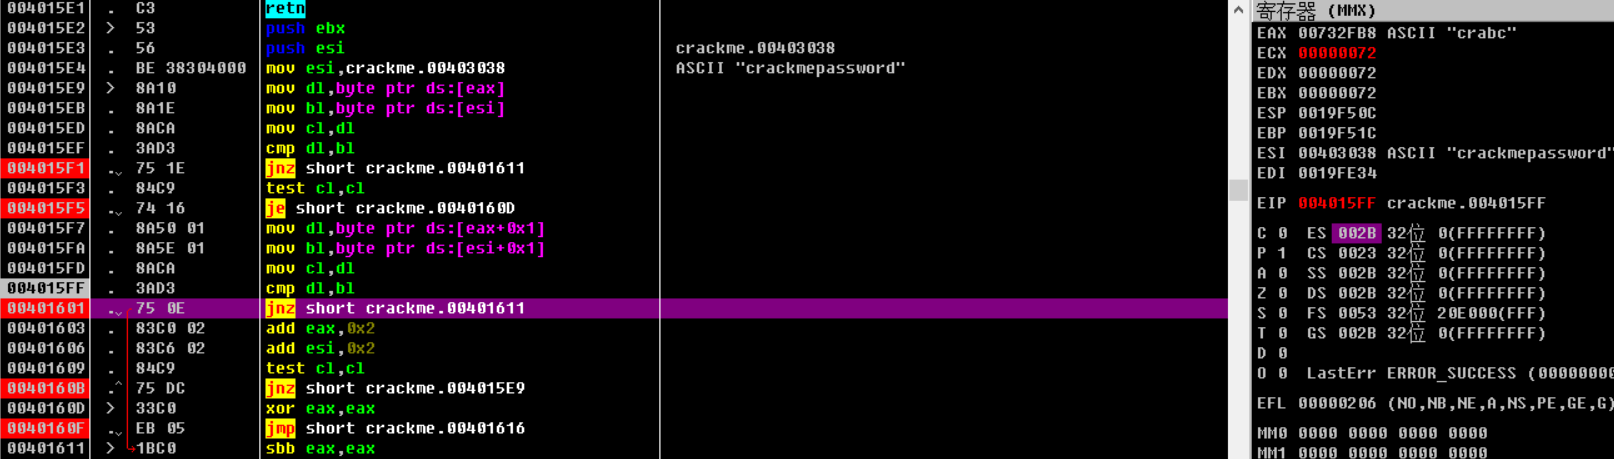 004015E1 . C3 retn
004015E2 > 53 push ebx
004015E3 . 56 push esi crackme.00403038
004015E4 . BE 38304000 mov esi,crackme.00403038 ASCII "crackmepassword"
004015E9 > 8A10 mov dl,byte ptr ds:[eax]
004015EB . 8A1E mov bl,byte ptr ds:[esi]
004015ED . 8ACA mov cl,dl
004015EF . 3AD3 cmp dl,bl
004015F1 . 75 1E jnz short crackme.00401611
004015F3 . 84C9 test cl,cl
004015F5 . 74 16 je short crackme.0040160D
004015F7 . 8A50 01 mov dl,byte ptr ds:[eax+0x1]
004015FA . 8A5E 01 mov bl,byte ptr ds:[esi+0x1]
004015FD . 8ACA mov cl,dl
004015FF . 3AD3 cmp dl,bl
00401601 . 75 0E jnz short crackme.00401611
00401603 . 83C0 02 add eax,0x2
00401606 . 83C6 02 add esi,0x2
00401609 . 84C9 test cl,cl
0040160B .^ 75 DC jnz short crackme.004015E9
0040160D > 33C0 xor eax,eax
0040160F . EB 05 jmp short crackme.00401616
00401611 > 1BC0 sbb eax,eax
寄存器 (MMX)
EAX 00732FB8 ASCII "crabc"
ECX 00000072
EDX 00000072
EBX 00000072
ESP 0019F50C
EBP 0019F51C
ESI 00403038 ASCII "crackmepassword"
EDI 0019FE34
EIP 004015FF crackme.004015FF
C 0 ES 002B 32位 0(FFFFFFFF)
P 1 CS 0023 32位 0(FFFFFFFF)
A 0 SS 002B 32位 0(FFFFFFFF)
Z 0 DS 002B 32位 0(FFFFFFFF)
S 0 FS 0053 32位 20E000(FFF)
T 0 GS 002B 32位 0(FFFFFFFF)
D 0
O 0 LastErr ERROR_SUCCESS (00000000
EFL 00000206 (NO,NB,NE,A,NS,PE,GE,G)
MM0 0000 0000 0000 0000
MM1 0000 0000 0000 0000